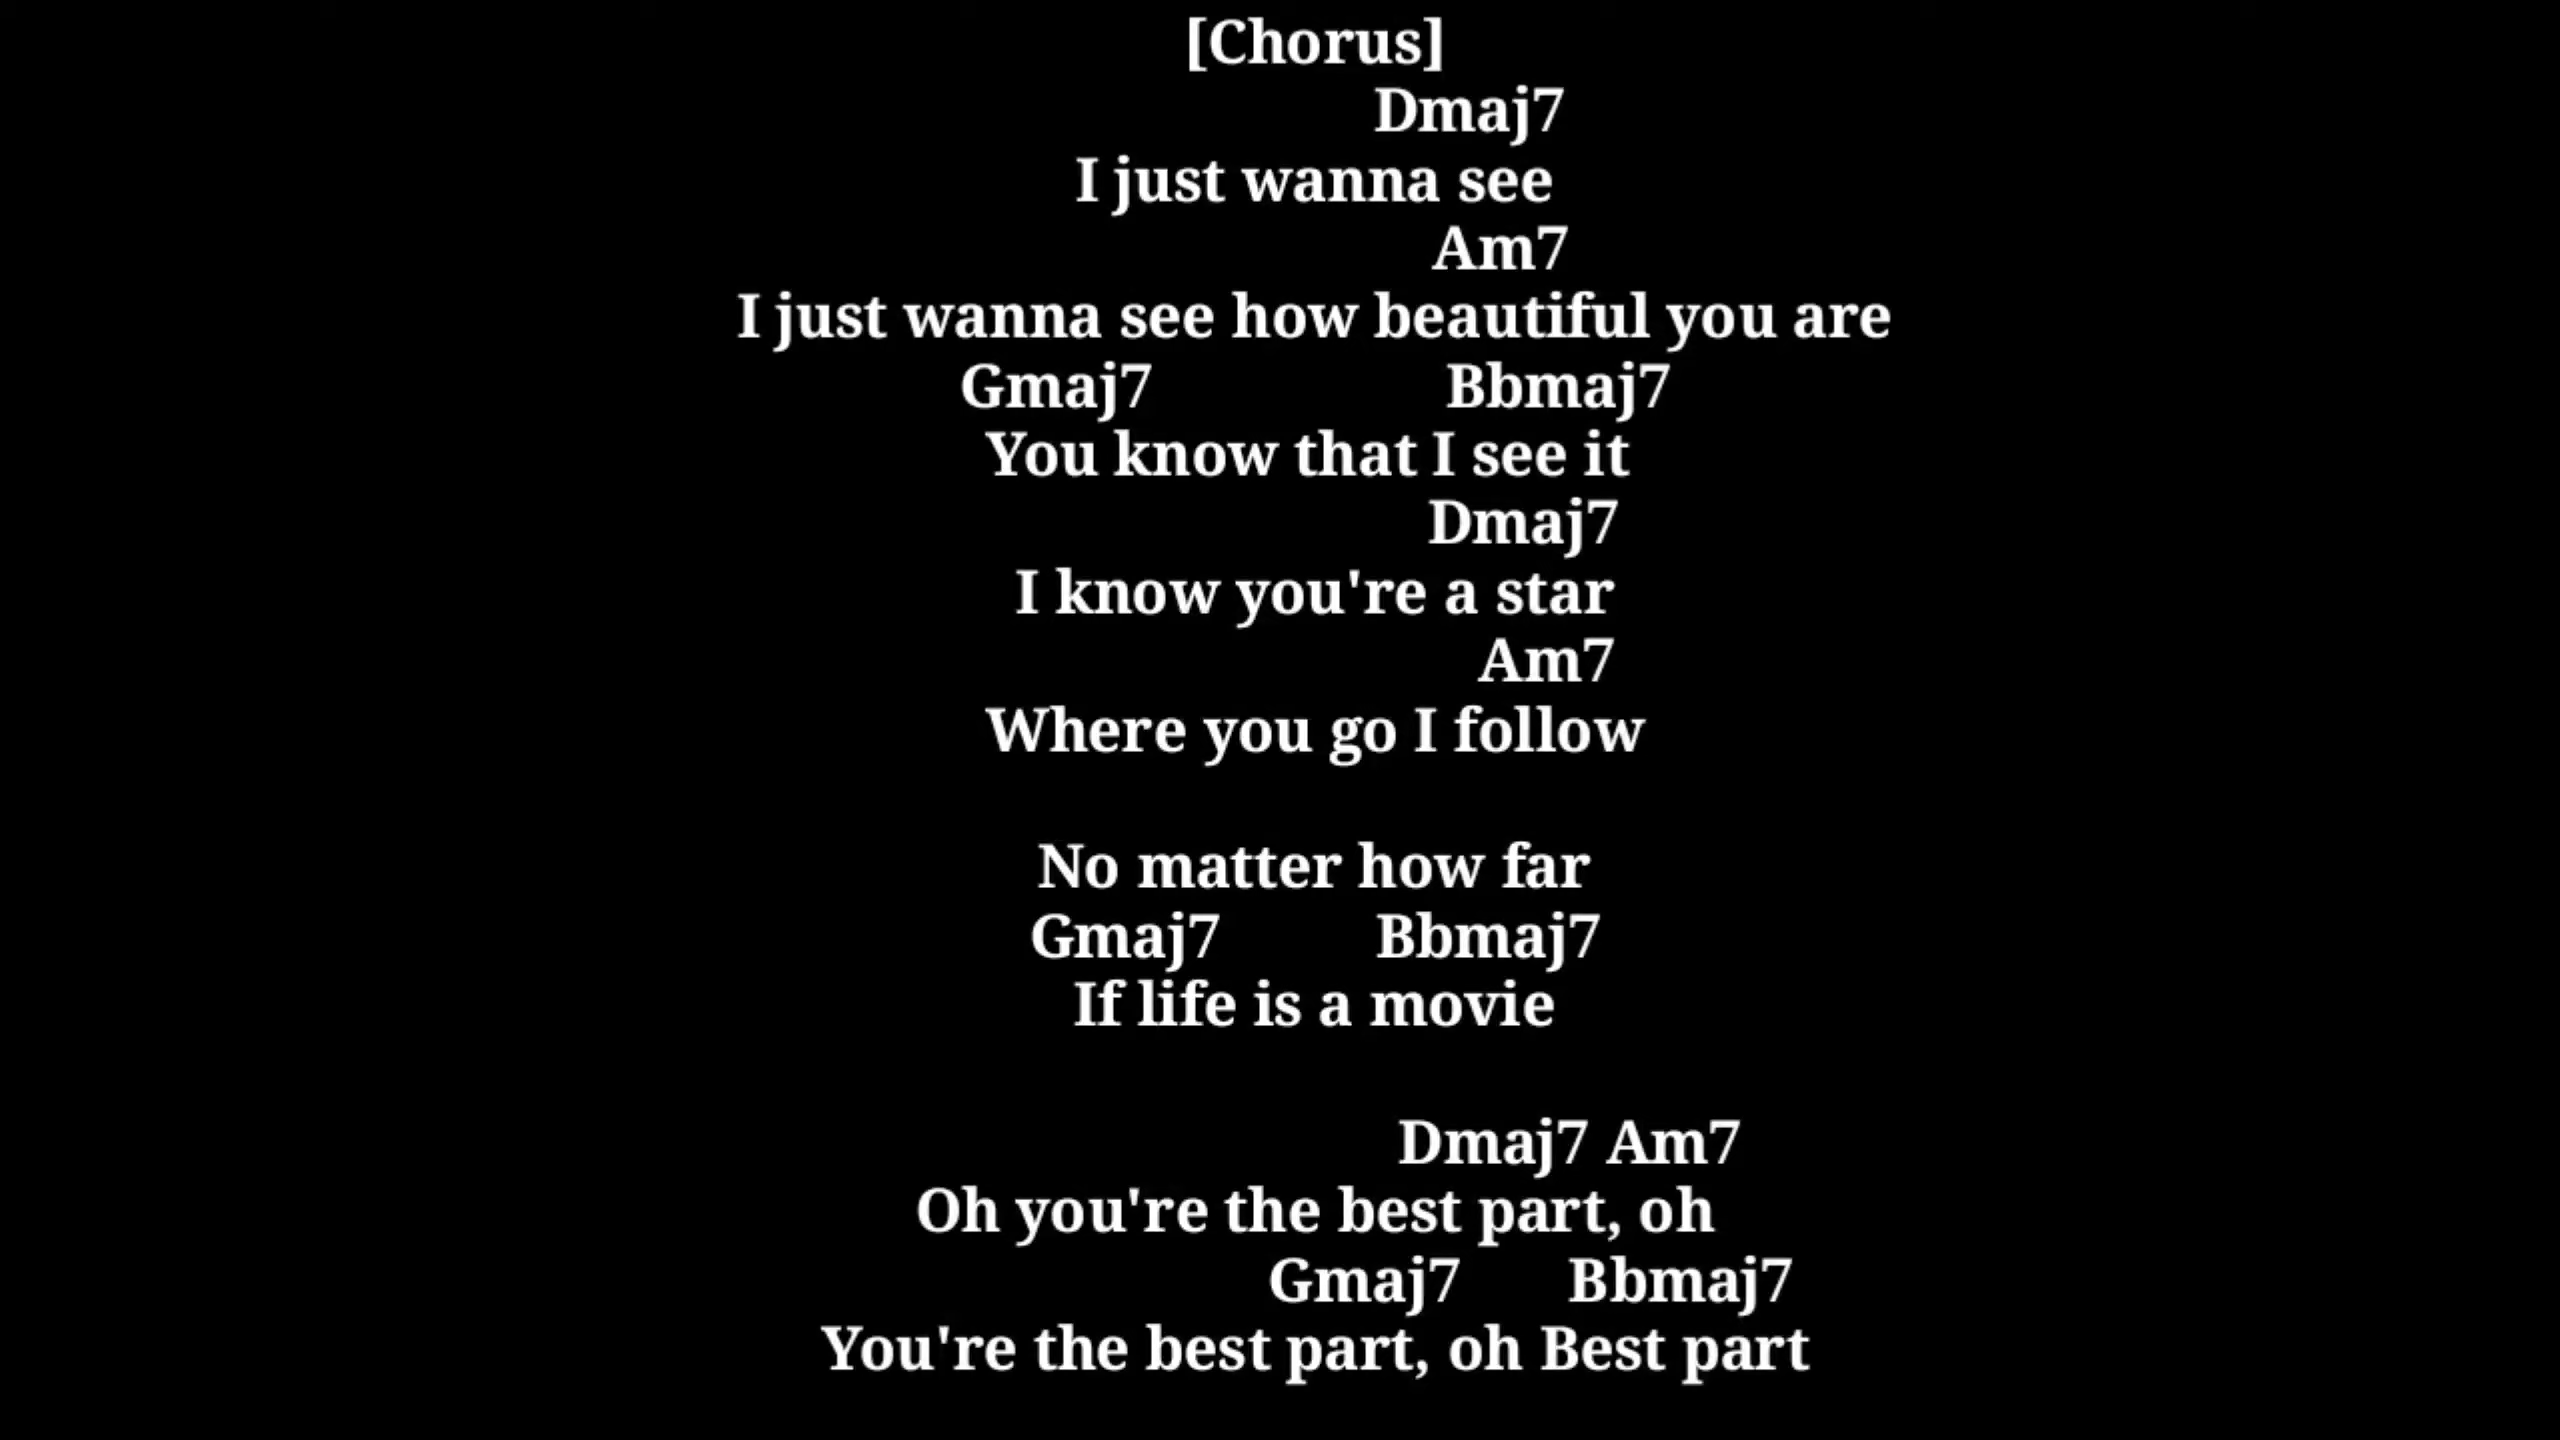 [Chorus]
Dmaj7
I just wanna see
Am7
I just wanna see how beautiful you are
Gmaj7 Bbmaj7
You know that I see it
Dmaj7
I know you're a star
Am7
Where you go I follow
No matter how far
Gmaj7 Bbmaj7
If life is a movie
Dmaj7 Am7
Oh you're the best part, oh
Gmaj7 Bbmaj7
You're the best part, oh Best part